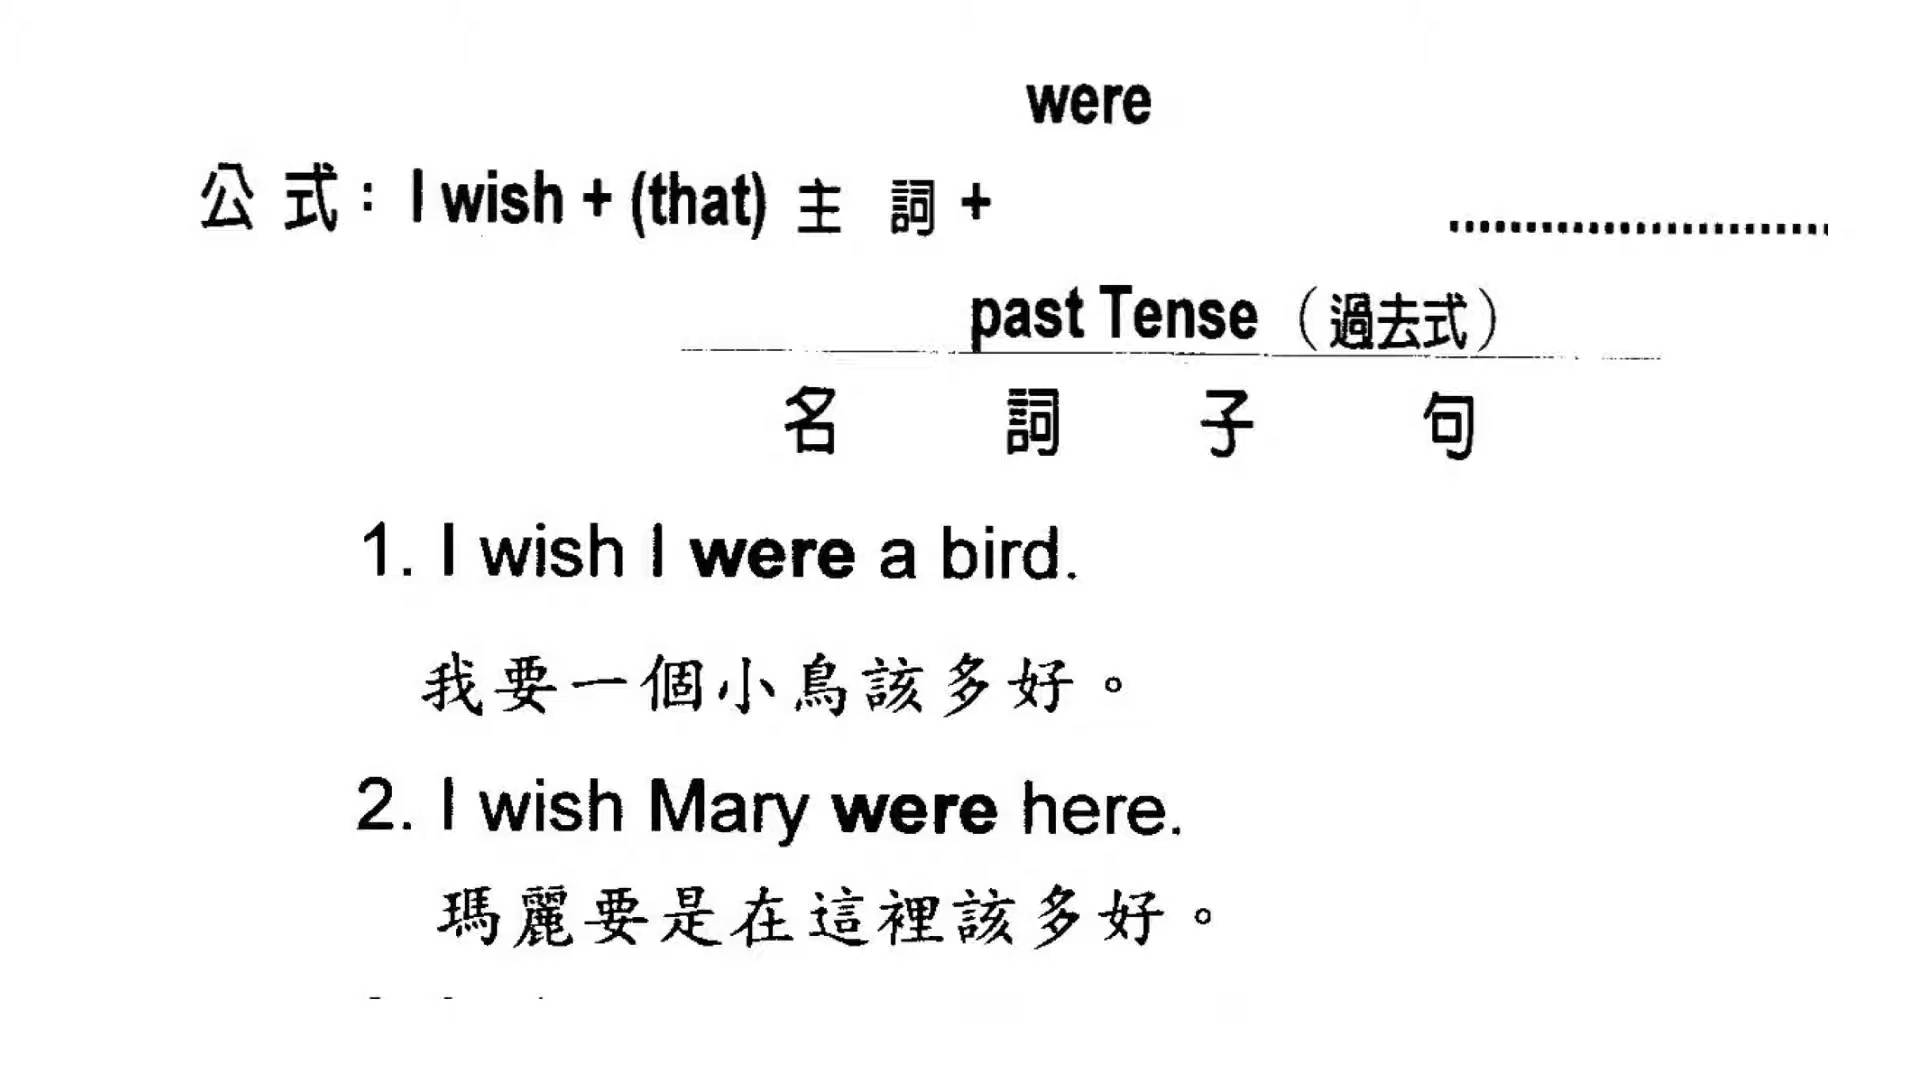 were
公式：I wish + (that) 主詞 + ........................
past Tense（過去式）
名詞子句
1. I wish I were a bird.
我要一個小鳥該多好。
2. I wish Mary were here.
瑪麗要是在這裡該多好。